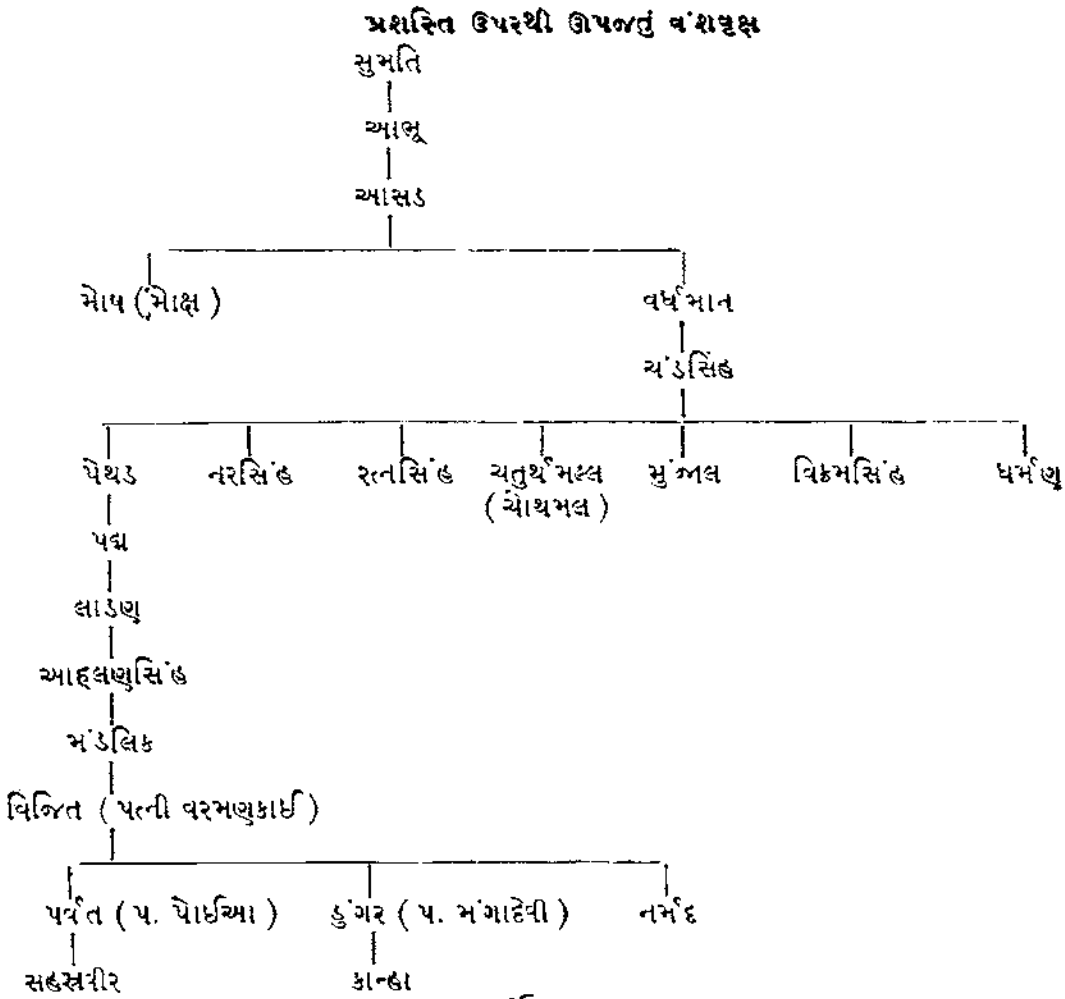 પ્રશસ્તિ ઉપરથી ઊપજતું વંશવૃક્ષ
સુમતિ
આભૂ
આસડ
મોષ (મોક્ષ) વર્ધમાન
ચંડસિંહ
પેથડ નરસિંહ રત્નસિંહ ચતુર્થમલ્લ મુંજાલ વિક્રમસિંહ ધર્મણ
(ચોથમલ)
પદ્મ
લાડણ
આહ્લણસિંહ
મંડલિક
વિજિત (પત્ની વરમણકાઈ)
પર્વત (પ. પોઈઆ) ડુંગર (પ. મંગાદેવી) નર્મદ
સહસ્રવીર કાન્હા